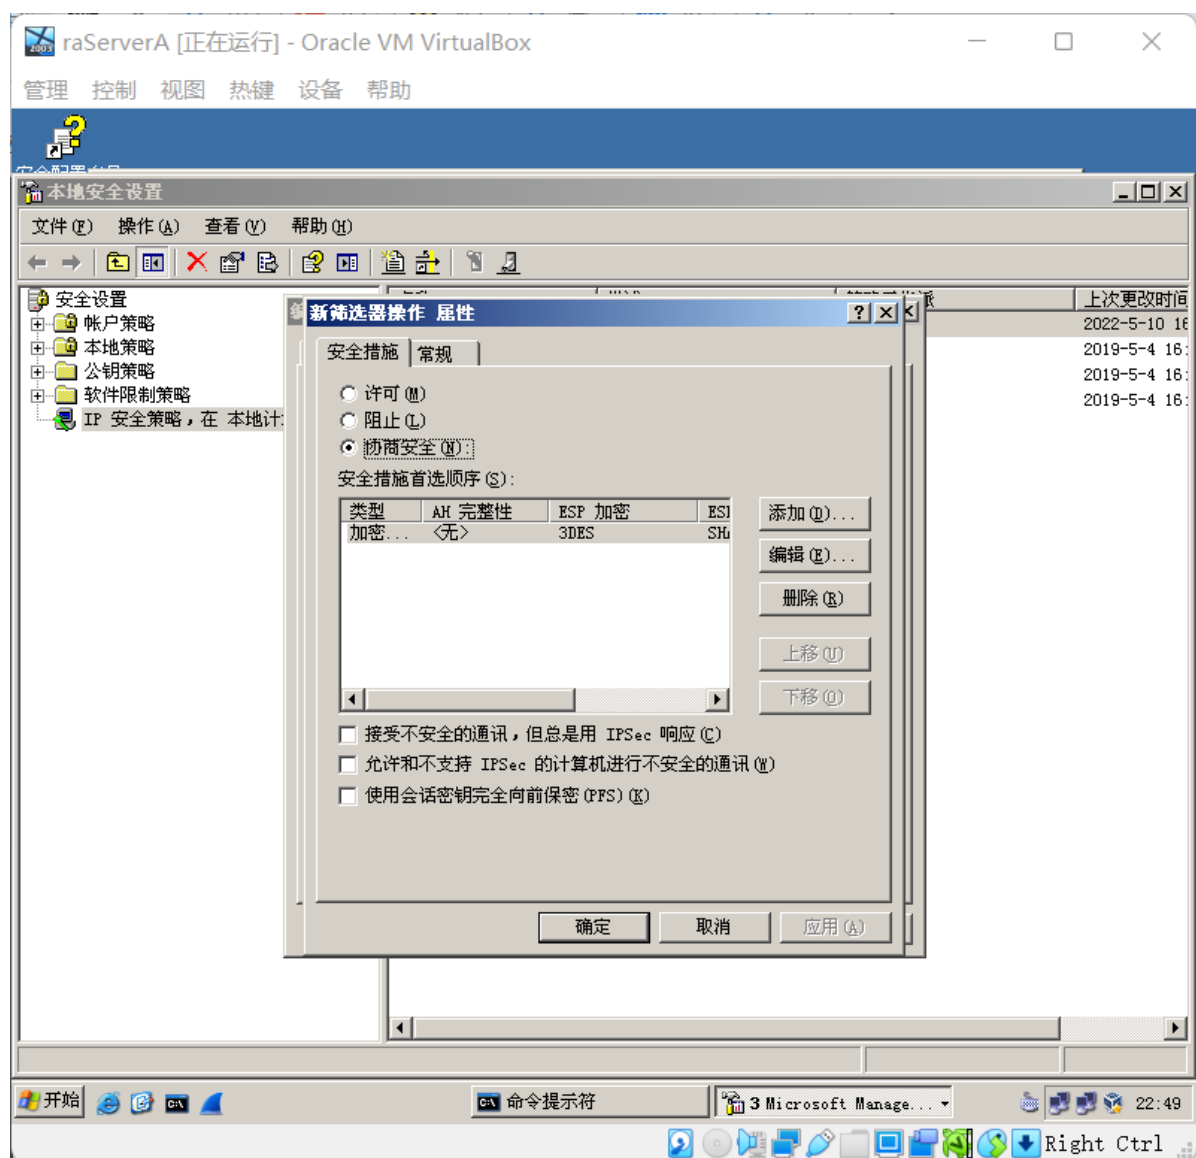 raServerA [正在运行] - Oracle VM VirtualBox
管理 控制 视图 热键 设备 帮助
本地安全设置
文件(F) 操作(A) 查看(V) 帮助(H)
安全设置
帐户策略
本地策略
公钥策略
软件限制策略
IP 安全策略，在 本地计
上次更改时间
2022-5-10 16
2019-5-4 16:
2019-5-4 16:
2019-5-4 16:
新筛选器操作 属性
安全措施 常规
许可(M)
阻止(L)
协商安全(N):
安全措施首选顺序(S):
类型 AH 完整性 ESP 加密 ESP
加密... <无> 3DES SHA
添加(D)...
编辑(E)...
删除(R)
上移(U)
下移(O)
接受不安全的通讯，但总是用 IPSec 响应(C)
允许和不支持 IPSec 的计算机进行不安全的通讯(W)
使用会话密钥完全向前保密(PFS)(K)
确定 取消 应用(A)
开始 命令提示符 3 Microsoft Manage... 22:49
Right Ctrl